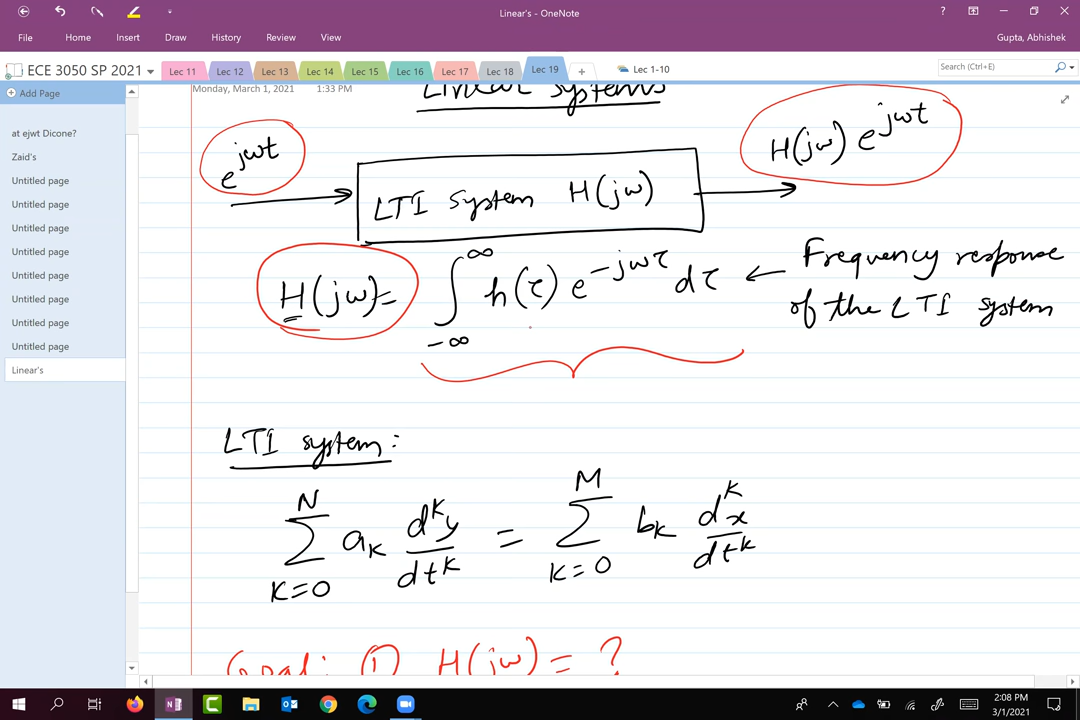 Linear's - OneNote
?
File
Home
Insert
Draw
History
Review
View
Gupta, Abhishek
ECE 3050 SP 2021
Lec 11
Lec 12
Lec 13
Lec 14
Lec 15
Lec 16
Lec 17
Lec 18
Lec 19
+
Lec 1-10
Search (Ctrl+E)
Add Page
at ejwt Dicone?
Zaid's
Untitled page
Untitled page
Untitled page
Untitled page
Untitled page
Untitled page
Untitled page
Untitled page
Linear's
Monday, March 1, 2021 1:33 PM
Linear Systems
e^{jωt}
LTI system H(jω)
H(jω) e^{jωt}
H(jω) = ∫_{-∞}^{∞} h(τ) e^{-jωτ} dτ ← Frequency response
of the LTI system
LTI system:
∑_{k=0}^{N} a_k d^k y/dt^k = ∑_{k=0}^{M} b_k d^k x/dt^k
Goal: ① H(jω) = ?
2:08 PM
3/1/2021